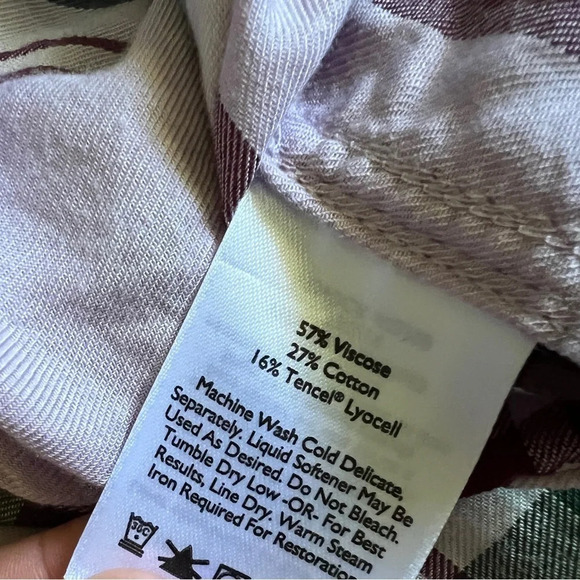 57% Viscose
27% Cotton
16% Tencel® Lyocell
Machine Wash Cold Delicate,
Separately. Liquid Softener May Be
Used As Desired. Do Not Bleach.
Tumble Dry Low -OR- For Best
Results, Line Dry. Warm Steam
Iron Required For Restoration
30C